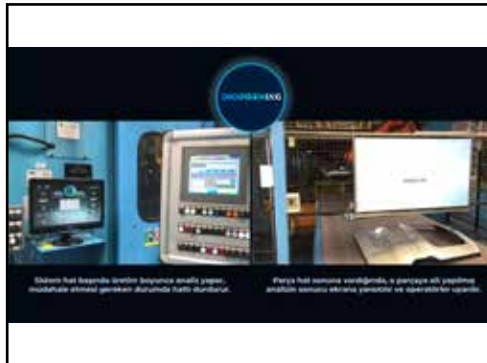 Sistem hat başında üretim boyunca analiz yapar,
müdahale etmesi gereken durumda hattı durdurur.
Parça hat sonuna vardığında, o parçaya ait yapılmış
analizin sonucu ekrana yansıtılır ve operatörler uyarılır.